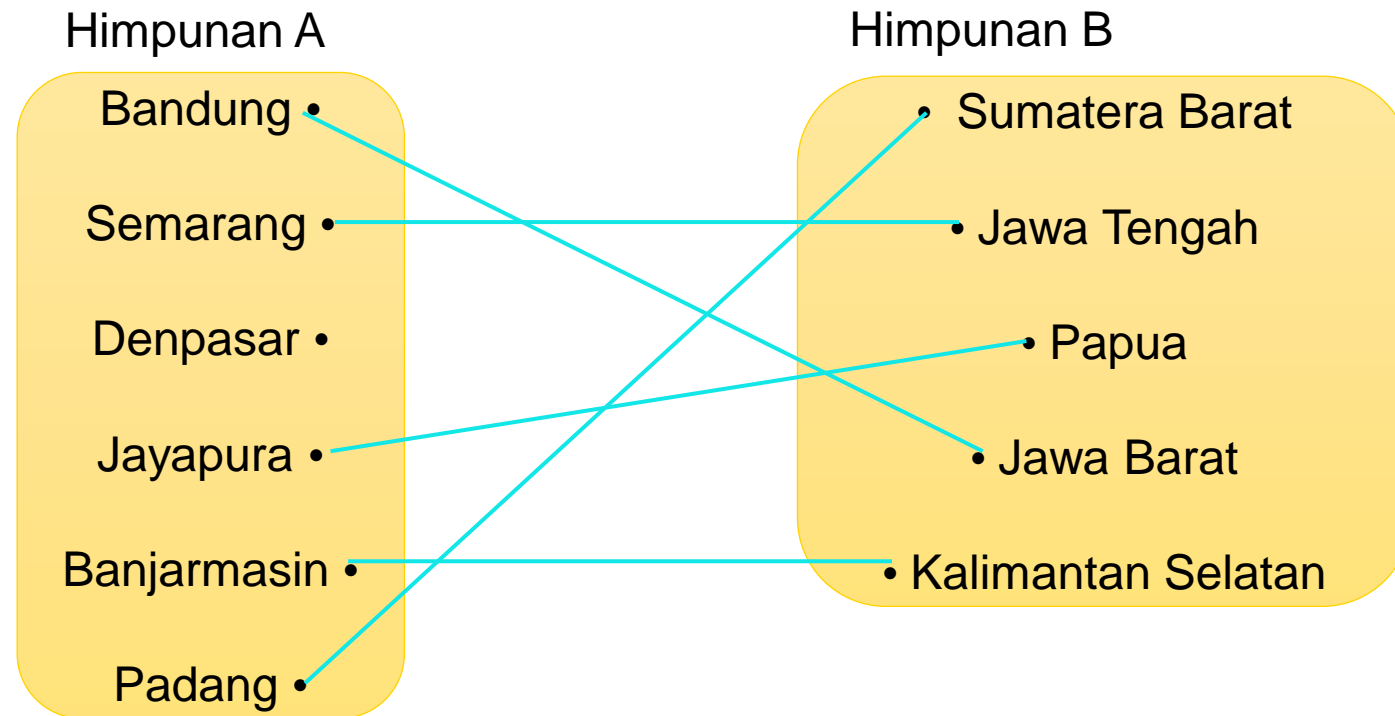 Himpunan A
Himpunan B
Bandung •
Semarang •
Denpasar •
Jayapura •
Banjarmasin •
Padang •
• Sumatera Barat
• Jawa Tengah
• Papua
• Jawa Barat
• Kalimantan Selatan